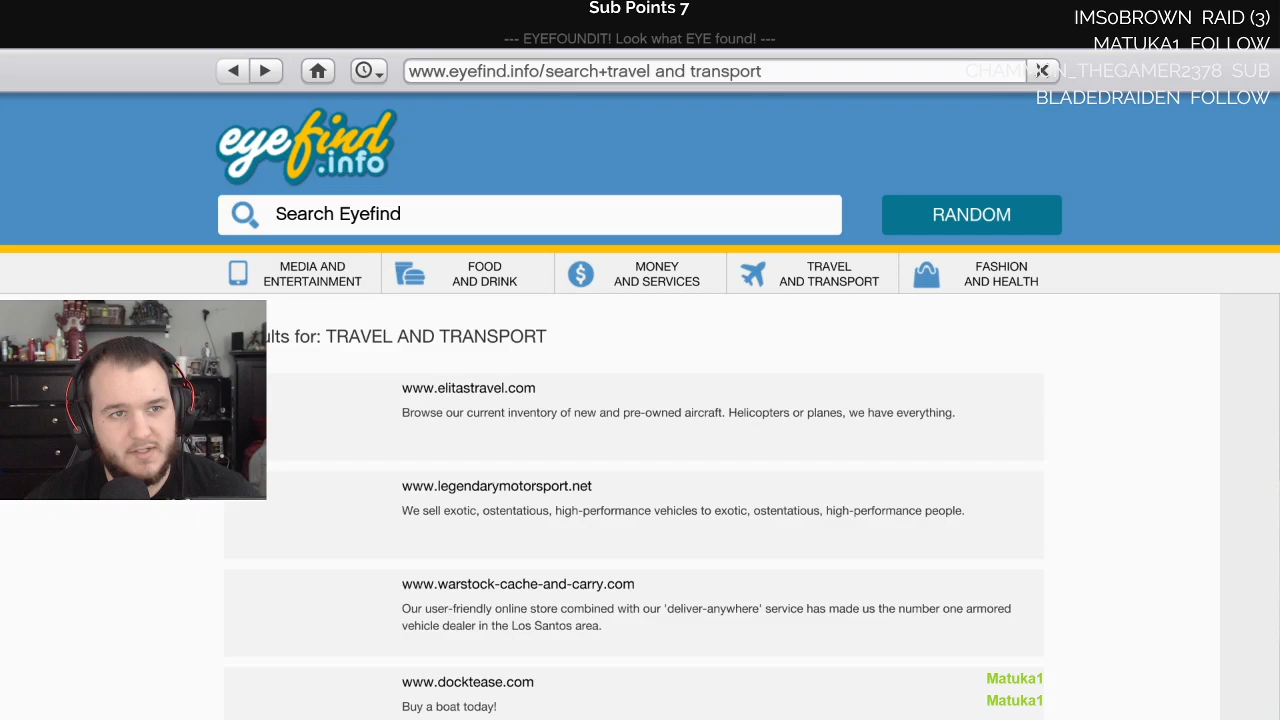 Sub Points 7
--- EYEFOUNDIT! Look what EYE found! ---
IMS0BROWN RAID (3)
MATUKA1 FOLLOW
CHAMPION_THEGAMER2378 SUB
BLADEDRAIDEN FOLLOW
www.eyefind.info/search+travel and transport
eyefind
.info
Search Eyefind
RANDOM
MEDIA AND
ENTERTAINMENT
FOOD
AND DRINK
MONEY
AND SERVICES
TRAVEL
AND TRANSPORT
FASHION
AND HEALTH
ults for: TRAVEL AND TRANSPORT
www.elitastravel.com
Browse our current inventory of new and pre-owned aircraft. Helicopters or planes, we have everything.
www.legendarymotorsport.net
We sell exotic, ostentatious, high-performance vehicles to exotic, ostentatious, high-performance people.
www.warstock-cache-and-carry.com
Our user-friendly online store combined with our 'deliver-anywhere' service has made us the number one armored
vehicle dealer in the Los Santos area.
www.docktease.com
Buy a boat today!
Matuka1
Matuka1